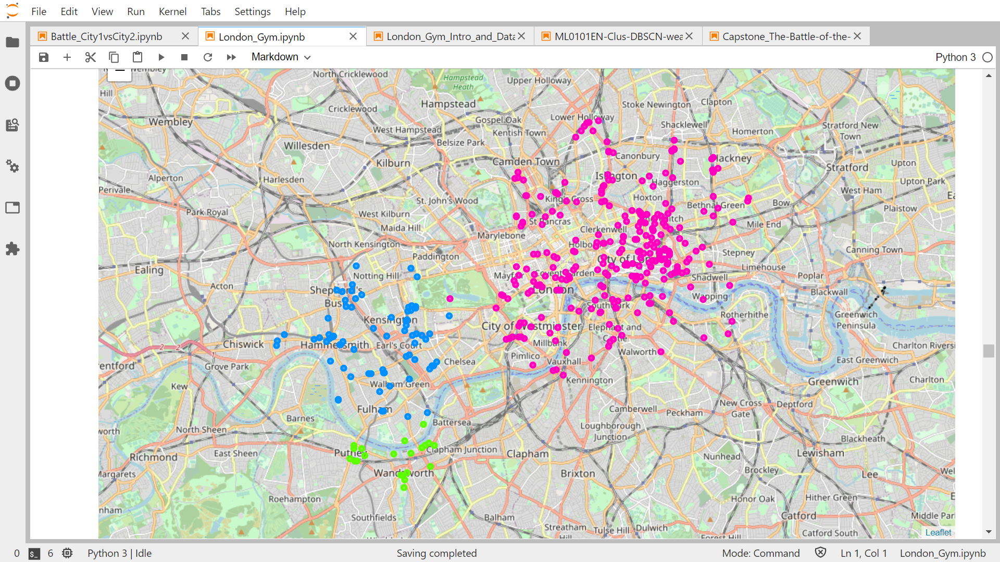 File Edit View Run Kernel Tabs Settings Help
Battle_City1vsCity2.ipynb
London_Gym.ipynb
London_Gym_Intro_and_Data
ML0101EN-Clus-DBSCN-wea
Capstone_The-Battle-of-the-
Markdown
Python 3
North Cricklewood
Hampstead
Heath
Upper Holloway
Hill
Hampstead
Stoke Newington
Clapton
Cricklewood
Lower Holloway
Wembley
West Hampstead
Gospel Oak
Shacklewell
Stratford New
Town
Kentish Town
Homerton
Belsize Park
Willesden
Canonbury
Hackney
Kilburn
Camden Town
Upton
Stratford
Alperton
Harlesden
Islington
Haggerston
Upton Park
Perivale
West Ham
St. John's Wood
King's Cross
Hoxton
Bethnal Green
Bow
Park Royal
West Kilburn
Plaistow
St Pancras
Maida Hill
Clerkenwell
Mile End
Marylebone
North Kensington
Paddington
Stepney
Canning Town
City of
Ealing
Limehouse
Notting Hill
Covent Garden
Shadwell
Poplar
Acton
London
Blackwall
Wapping
Southwark
Rotherhithe
Greenwich
Peninsula
Kensington
City of Westminster
Elephant and
Castle
Chiswick
Hammersmith
Earl's Court
Millbank
Charlton Rivers
Walworth
Pimlico
Vauxhall
Chelsea
East Greenwich
Grove Park
Kennington
Charlton
Greenwich
Kew
Walham Green
New Cross
Gate
Deptford
Fulham
Camberwell
Peckham
Barnes
Battersea
Loughborough
Junction
North Sheen
worth
Blackheath
Putney
Clapham Junction
Clapham
East Sheen
Lewisham
Richmond
Nunhead
Wandsworth
Brixton
Margarets
Brockley
Lee
Wel
Roehampton
Honor Oak
Hither Green
nham
Southfields
Balham
Catford
Middle Par
Streatham
Hill
Tulse Hill
Dulwich
Forest Hill
Catford South
Leaflet
0 6 Python 3 | Idle
Saving completed
Mode: Command
Ln 1, Col 1
London_Gym.ipynb